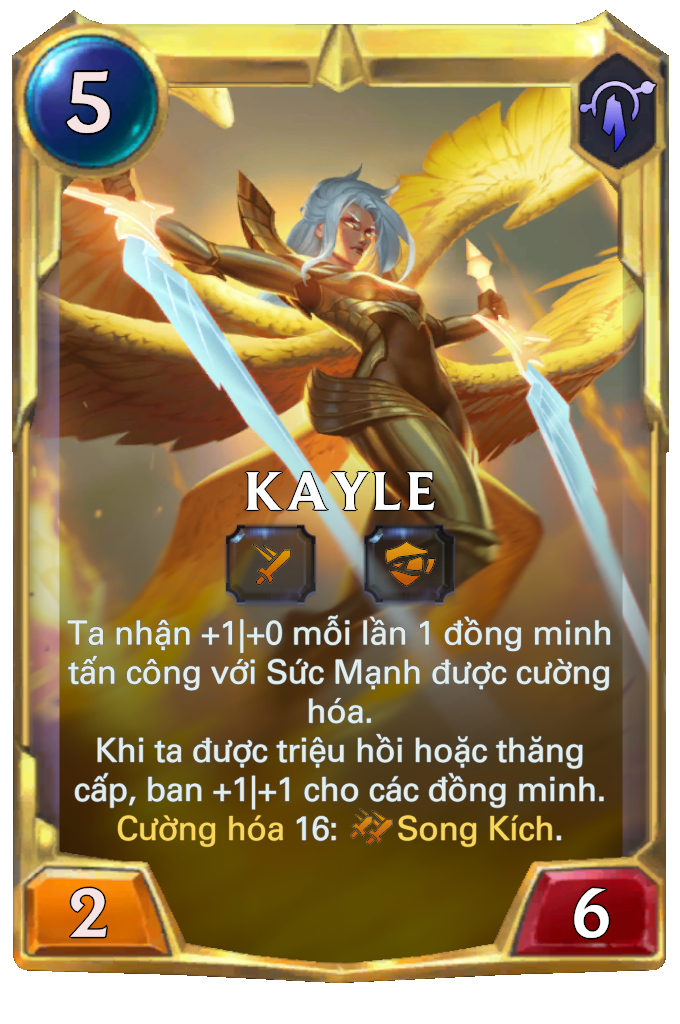 5
KAYLE
Ta nhận +1|+0 mỗi lần 1 đồng minh
tấn công với Sức Mạnh được cường
hóa.
Khi ta được triệu hồi hoặc thăng
cấp, ban +1|+1 cho các đồng minh.
Cường hóa 16: Song Kích.
2
6